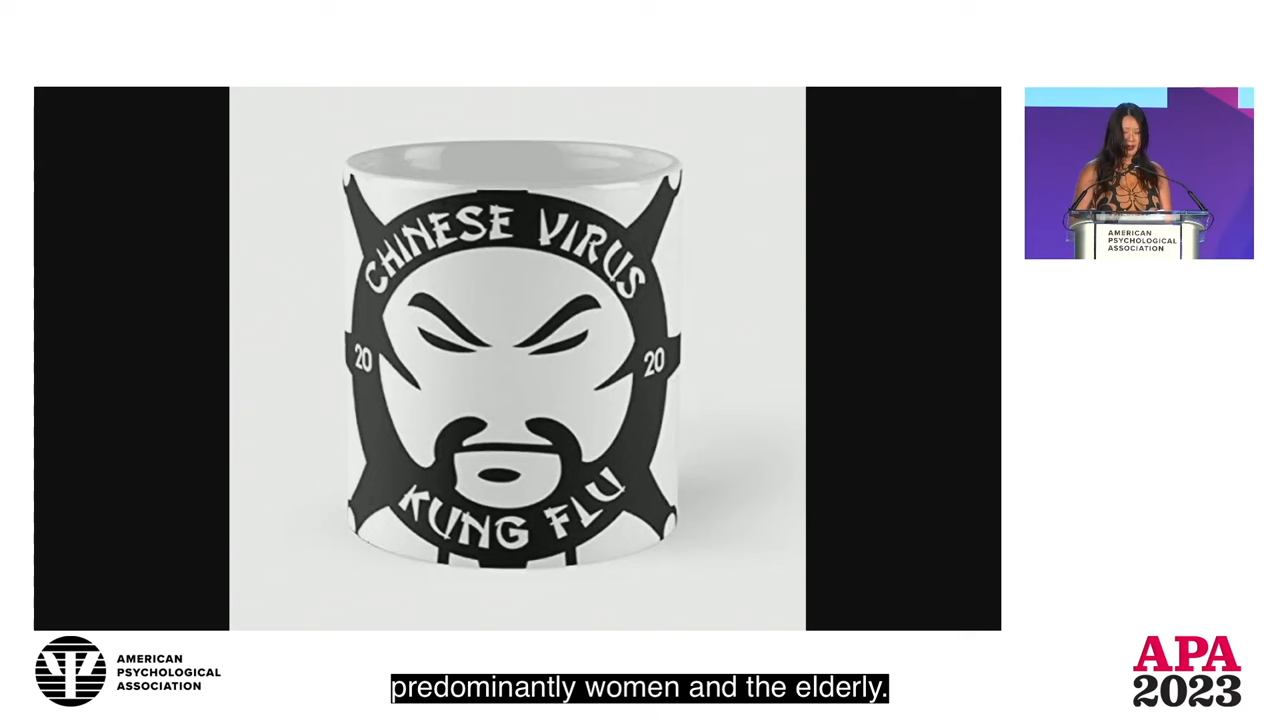 CHINESE VIRUS
20
20
KUNG FLU
AMERICAN
PSYCHOLOGICAL
ASSOCIATION
AMERICAN
PSYCHOLOGICAL
ASSOCIATION
predominantly women and the elderly.
APA
2023